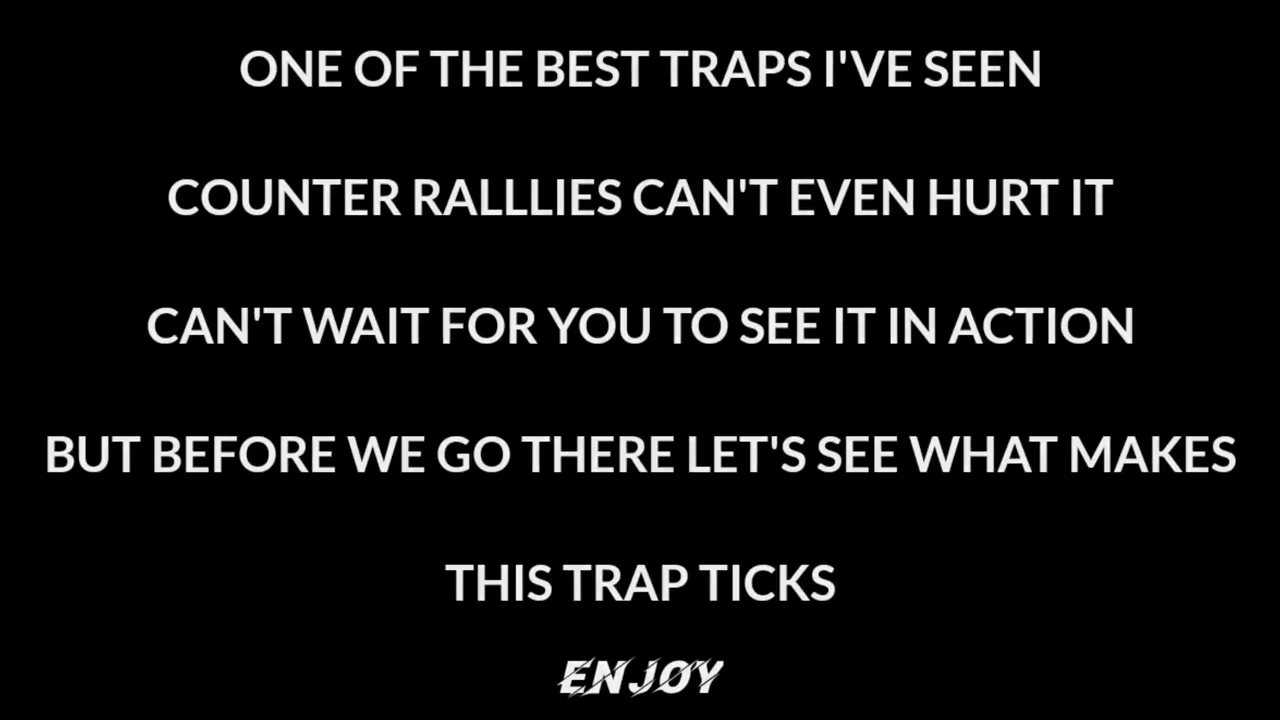 ONE OF THE BEST TRAPS I'VE SEEN
COUNTER RALLLIES CAN'T EVEN HURT IT
CAN'T WAIT FOR YOU TO SEE IT IN ACTION
BUT BEFORE WE GO THERE LET'S SEE WHAT MAKES
THIS TRAP TICKS
ENJOY